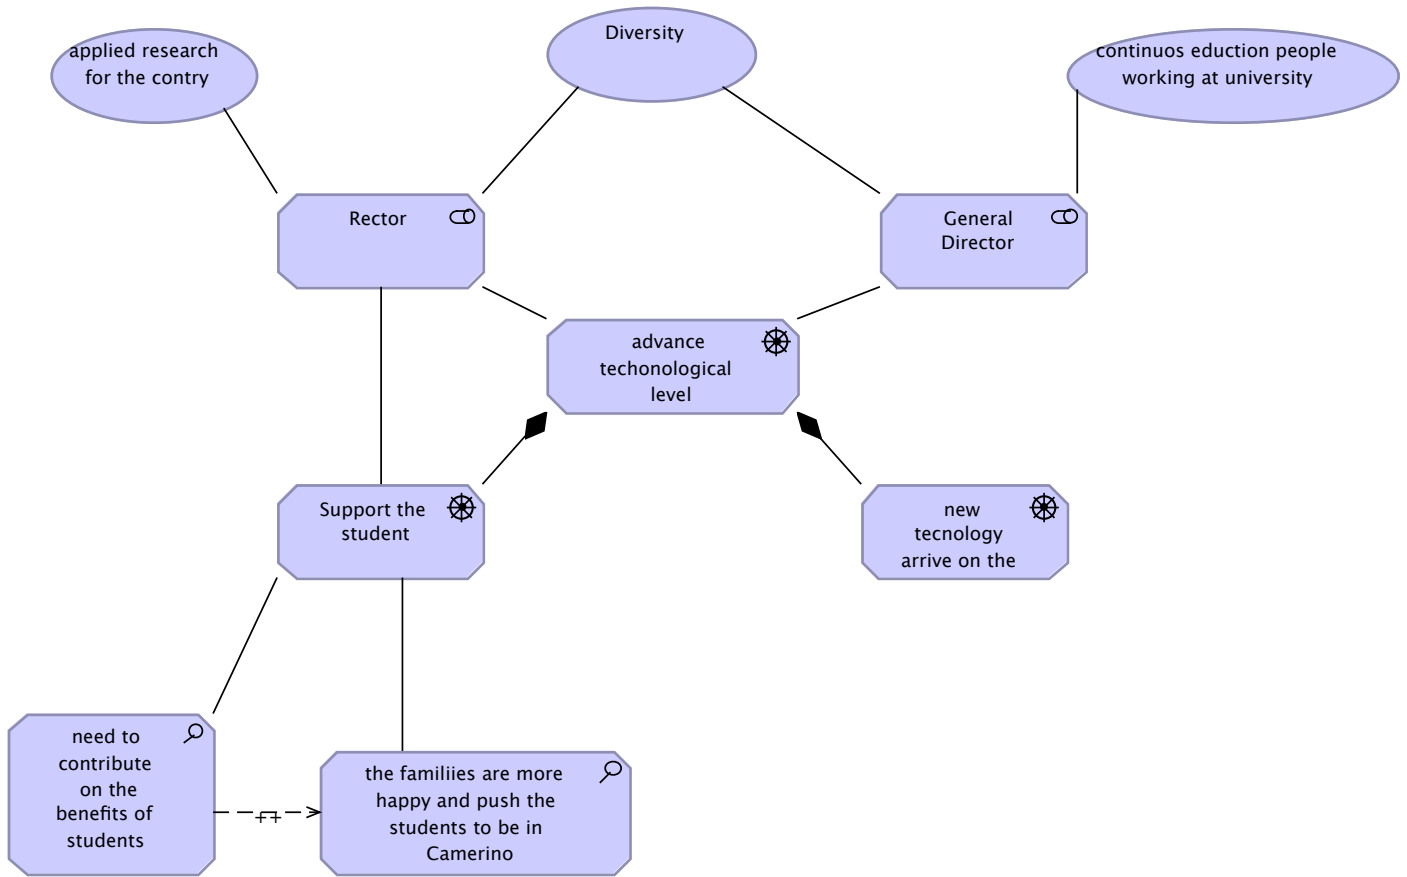 applied research
for the contry
Diversity
continuos eduction people
working at university
Rector
General
Director
advance
techonological
level
Support the
student
new
tecnology
arrive on the
need to
contribute
on the
benefits of
students
++
the familiies are more
happy and push the
students to be in
Camerino